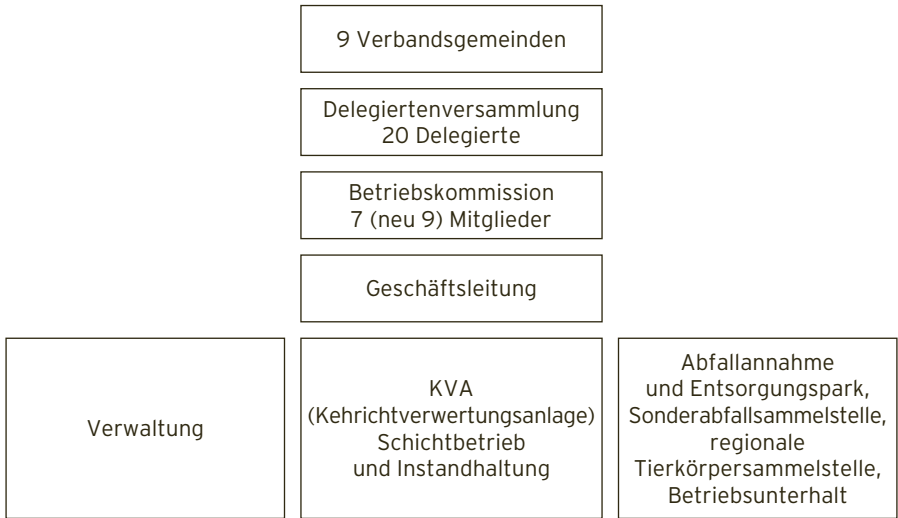 9 Verbandsgemeinden
Delegiertenversammlung
20 Delegierte
Betriebskommission
7 (neu 9) Mitglieder
Geschäftsleitung
Verwaltung
KVA
(Kehrichtverwertungsanlage)
Schichtbetrieb
und Instandhaltung
Abfallannahme
und Entsorgungspark,
Sonderabfallsammelstelle,
regionale
Tierkörpersammelstelle,
Betriebsunterhalt